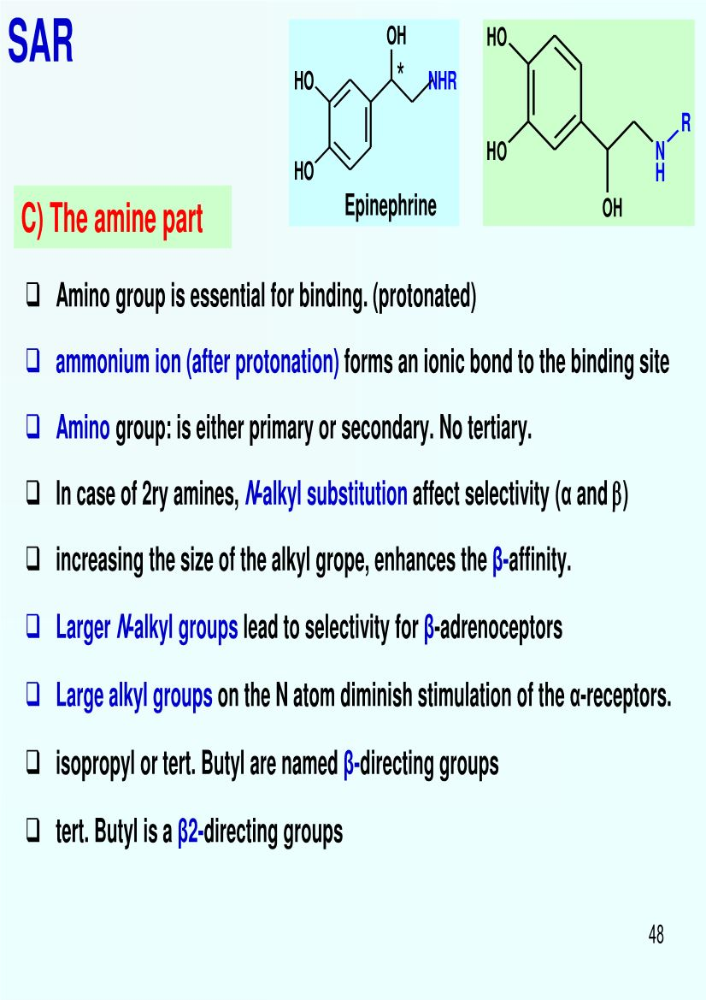 SAR
OH
HO
*
NHR
HO
Epinephrine
HO
HO
R
N
H
OH
C) The amine part
❑ Amino group is essential for binding. (protonated)
❑ ammonium ion (after protonation) forms an ionic bond to the binding site
❑ Amino group: is either primary or secondary. No tertiary.
❑ In case of 2ry amines, N-alkyl substitution affect selectivity (α and β)
❑ increasing the size of the alkyl grope, enhances the β-affinity.
❑ Larger N-alkyl groups lead to selectivity for β-adrenoceptors
❑ Large alkyl groups on the N atom diminish stimulation of the α-receptors.
❑ isopropyl or tert. Butyl are named β-directing groups
❑ tert. Butyl is a β2-directing groups
48